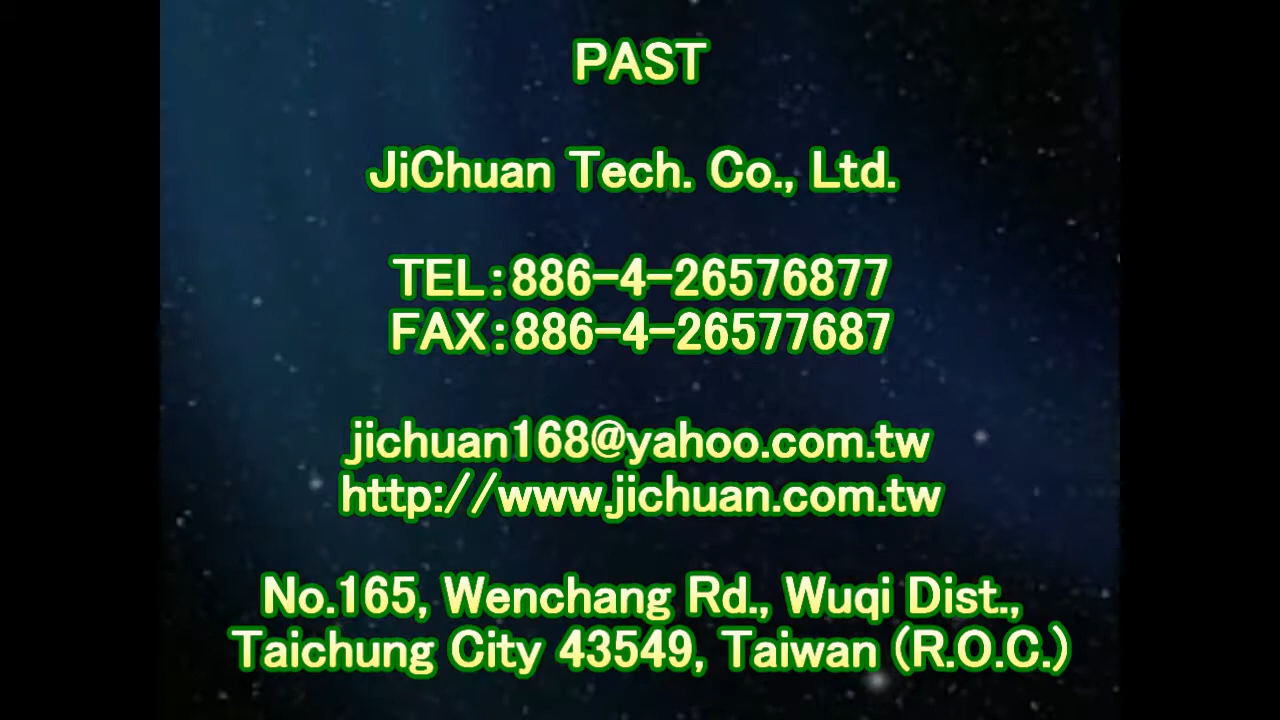 PAST
JiChuan Tech. Co., Ltd.
TEL:886-4-26576877
FAX:886-4-26577687
jichuan168@yahoo.com.tw
http://www.jichuan.com.tw
No.165, Wenchang Rd., Wuqi Dist.,
Taichung City 43549, Taiwan (R.O.C.)